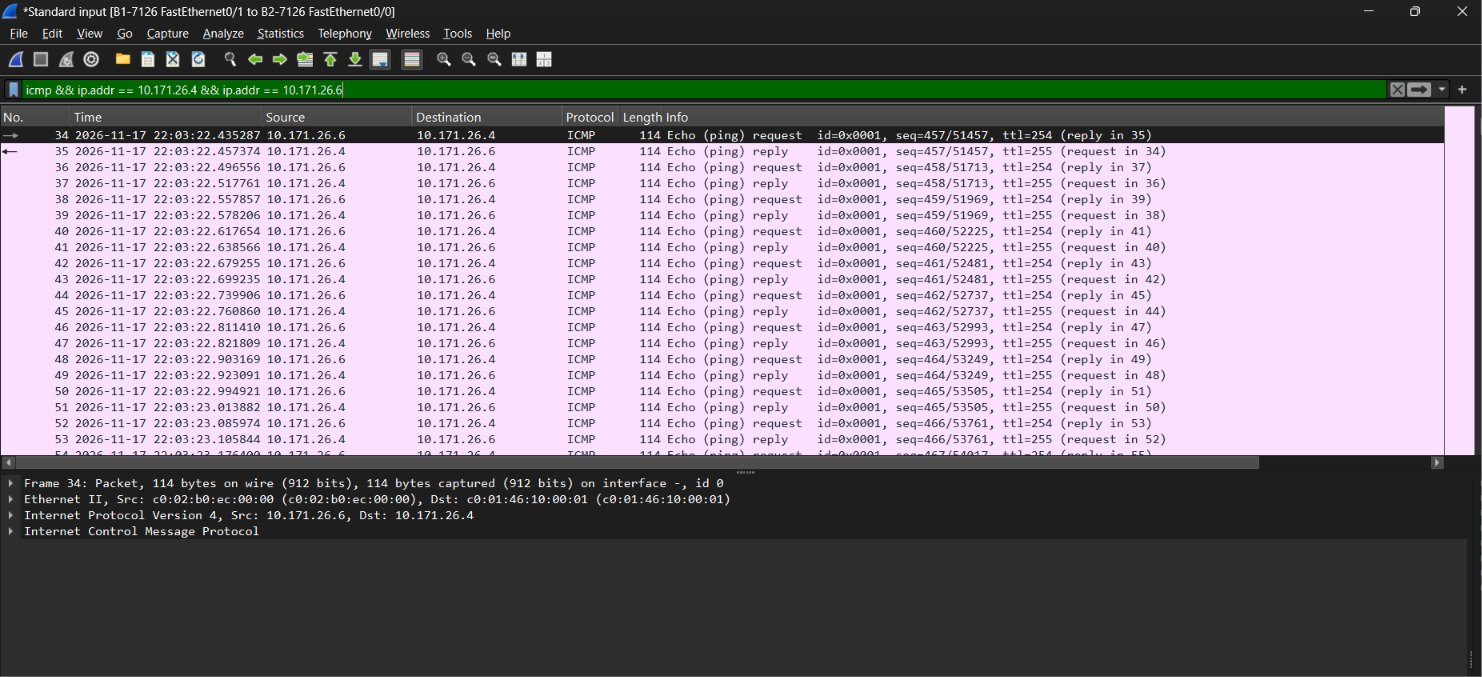 *Standard input [B1-7126 FastEthernet0/1 to B2-7126 FastEthernet0/0]
File Edit View Go Capture Analyze Statistics Telephony Wireless Tools Help
icmp && ip.addr == 10.171.26.4 && ip.addr == 10.171.26.6
No. Time Source Destination Protocol Length Info
34 2026-11-17 22:03:22.435287 10.171.26.6 10.171.26.4 ICMP 114 Echo (ping) request id=0x0001, seq=457/51457, ttl=254 (reply in 35)
35 2026-11-17 22:03:22.457374 10.171.26.4 10.171.26.6 ICMP 114 Echo (ping) reply id=0x0001, seq=457/51457, ttl=255 (request in 34)
36 2026-11-17 22:03:22.496556 10.171.26.6 10.171.26.4 ICMP 114 Echo (ping) request id=0x0001, seq=458/51713, ttl=254 (reply in 37)
37 2026-11-17 22:03:22.517761 10.171.26.4 10.171.26.6 ICMP 114 Echo (ping) reply id=0x0001, seq=458/51713, ttl=255 (request in 36)
38 2026-11-17 22:03:22.557857 10.171.26.6 10.171.26.4 ICMP 114 Echo (ping) request id=0x0001, seq=459/51969, ttl=254 (reply in 39)
39 2026-11-17 22:03:22.578206 10.171.26.4 10.171.26.6 ICMP 114 Echo (ping) reply id=0x0001, seq=459/51969, ttl=255 (request in 38)
40 2026-11-17 22:03:22.617654 10.171.26.6 10.171.26.4 ICMP 114 Echo (ping) request id=0x0001, seq=460/52225, ttl=254 (reply in 41)
41 2026-11-17 22:03:22.638566 10.171.26.4 10.171.26.6 ICMP 114 Echo (ping) reply id=0x0001, seq=460/52225, ttl=255 (request in 40)
42 2026-11-17 22:03:22.679255 10.171.26.6 10.171.26.4 ICMP 114 Echo (ping) request id=0x0001, seq=461/52481, ttl=254 (reply in 43)
43 2026-11-17 22:03:22.699235 10.171.26.4 10.171.26.6 ICMP 114 Echo (ping) reply id=0x0001, seq=461/52481, ttl=255 (request in 42)
44 2026-11-17 22:03:22.739906 10.171.26.6 10.171.26.4 ICMP 114 Echo (ping) request id=0x0001, seq=462/52737, ttl=254 (reply in 45)
45 2026-11-17 22:03:22.760860 10.171.26.4 10.171.26.6 ICMP 114 Echo (ping) reply id=0x0001, seq=462/52737, ttl=255 (request in 44)
46 2026-11-17 22:03:22.811410 10.171.26.6 10.171.26.4 ICMP 114 Echo (ping) request id=0x0001, seq=463/52993, ttl=254 (reply in 47)
47 2026-11-17 22:03:22.821809 10.171.26.4 10.171.26.6 ICMP 114 Echo (ping) reply id=0x0001, seq=463/52993, ttl=255 (request in 46)
48 2026-11-17 22:03:22.903169 10.171.26.6 10.171.26.4 ICMP 114 Echo (ping) request id=0x0001, seq=464/53249, ttl=254 (reply in 49)
49 2026-11-17 22:03:22.923091 10.171.26.4 10.171.26.6 ICMP 114 Echo (ping) reply id=0x0001, seq=464/53249, ttl=255 (request in 48)
50 2026-11-17 22:03:22.994921 10.171.26.6 10.171.26.4 ICMP 114 Echo (ping) request id=0x0001, seq=465/53505, ttl=254 (reply in 51)
51 2026-11-17 22:03:23.013882 10.171.26.4 10.171.26.6 ICMP 114 Echo (ping) reply id=0x0001, seq=465/53505, ttl=255 (request in 50)
52 2026-11-17 22:03:23.085974 10.171.26.6 10.171.26.4 ICMP 114 Echo (ping) request id=0x0001, seq=466/53761, ttl=254 (reply in 53)
53 2026-11-17 22:03:23.105844 10.171.26.4 10.171.26.6 ICMP 114 Echo (ping) reply id=0x0001, seq=466/53761, ttl=255 (request in 52)
Frame 34: Packet, 114 bytes on wire (912 bits), 114 bytes captured (912 bits) on interface -, id 0
Ethernet II, Src: c0:02:b0:ec:00:00 (c0:02:b0:ec:00:00), Dst: c0:01:46:10:00:01 (c0:01:46:10:00:01)
Internet Protocol Version 4, Src: 10.171.26.6, Dst: 10.171.26.4
Internet Control Message Protocol